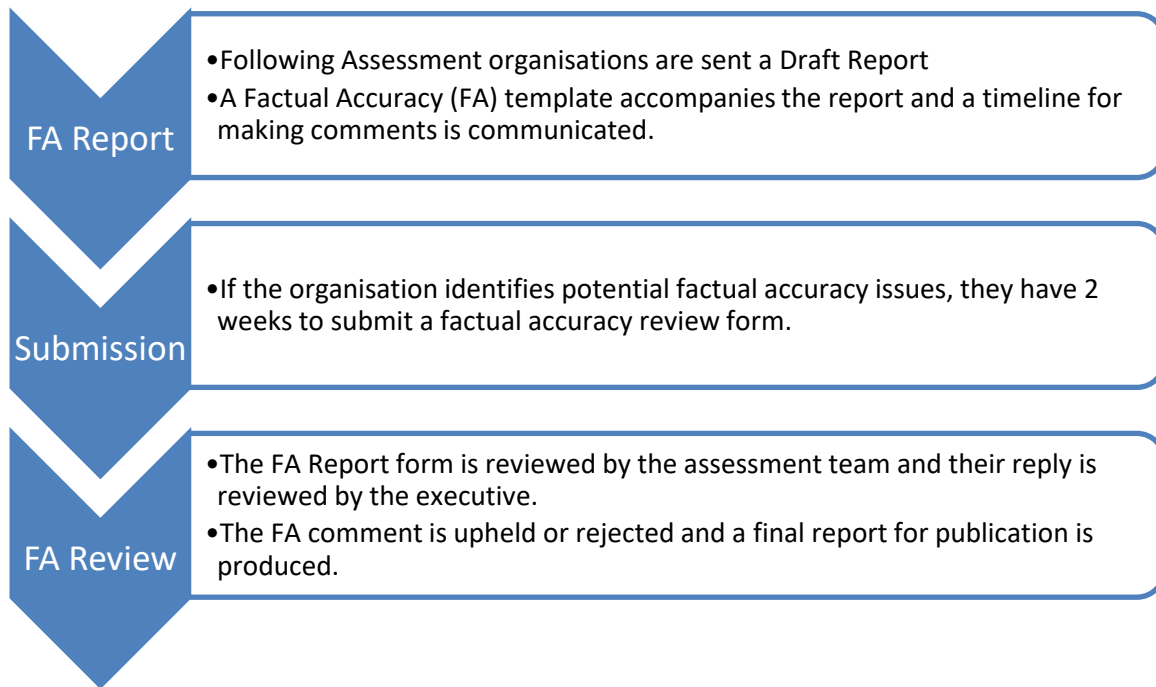 FA Report
•Following Assessment organisations are sent a Draft Report
•A Factual Accuracy (FA) template accompanies the report and a timeline for
making comments is communicated.
Submission
•If the organisation identifies potential factual accuracy issues, they have 2
weeks to submit a factual accuracy review form.
FA Review
•The FA Report form is reviewed by the assessment team and their reply is
reviewed by the executive.
•The FA comment is upheld or rejected and a final report for publication is
produced.